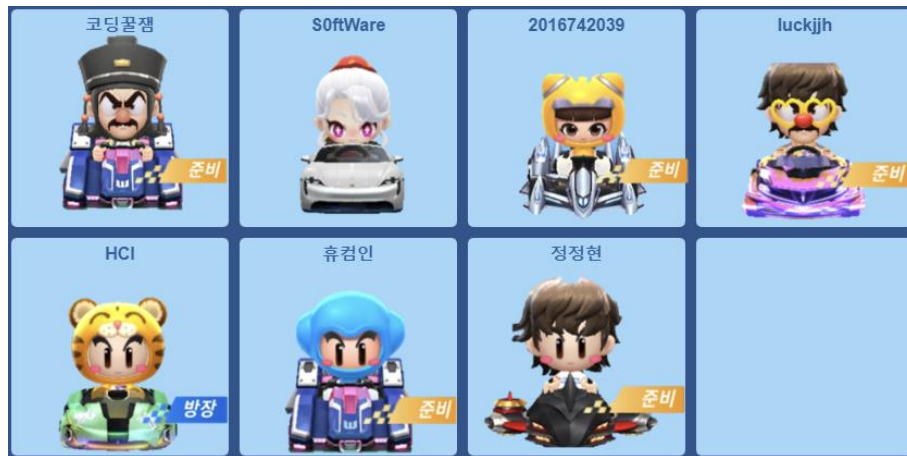 코딩꿀잼
S0ftWare
2016742039
luckjjh
준비
준비
준비
HCI
휴컴인
정정현
방장
준비
준비